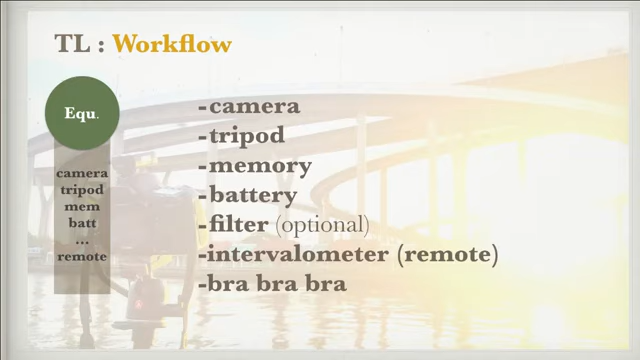 TL : Workflow
Equ.
camera
tripod
mem
batt
...
remote
-camera
-tripod
-memory
-battery
-filter (optional)
-intervalometer (remote)
-bra bra bra